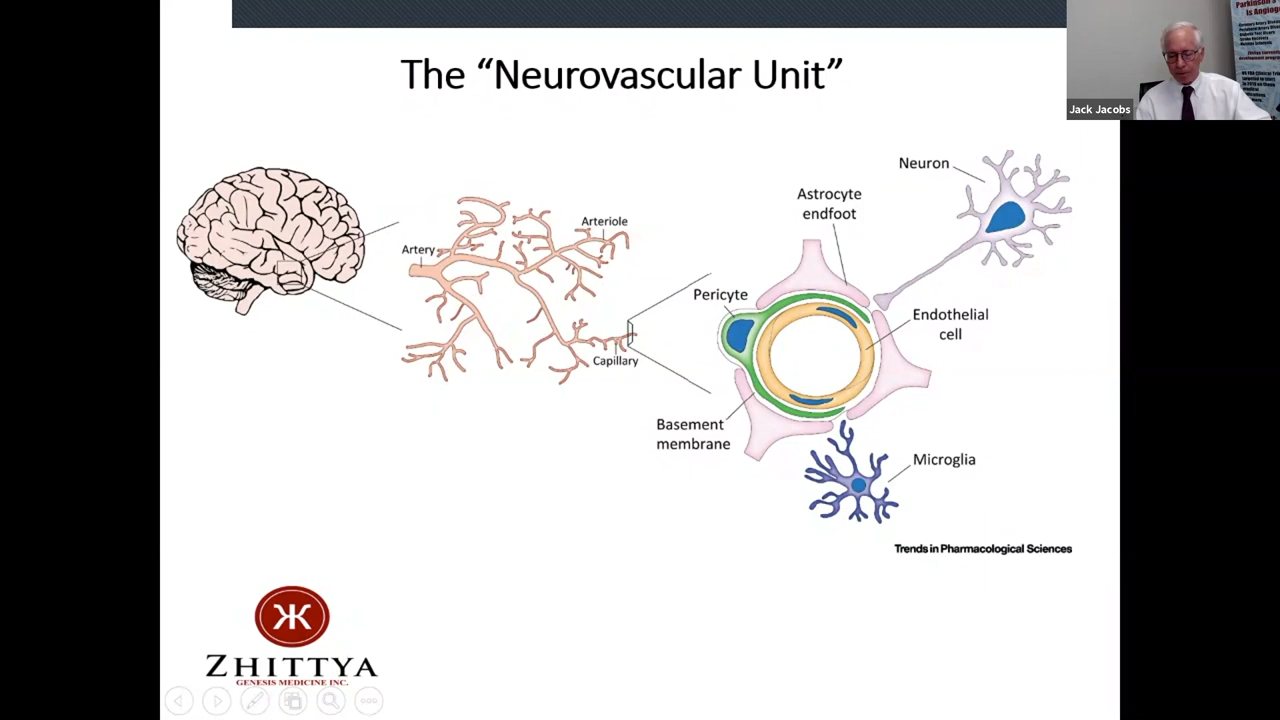 The “Neurovascular Unit”
Jack Jacobs
Neuron
Astrocyte
endfoot
Arteriole
Artery
Pericyte
Endothelial
cell
Capillary
Basement
membrane
Microglia
Trends in Pharmacological Sciences
ZHITTYA
GENESIS MEDICINE INC.